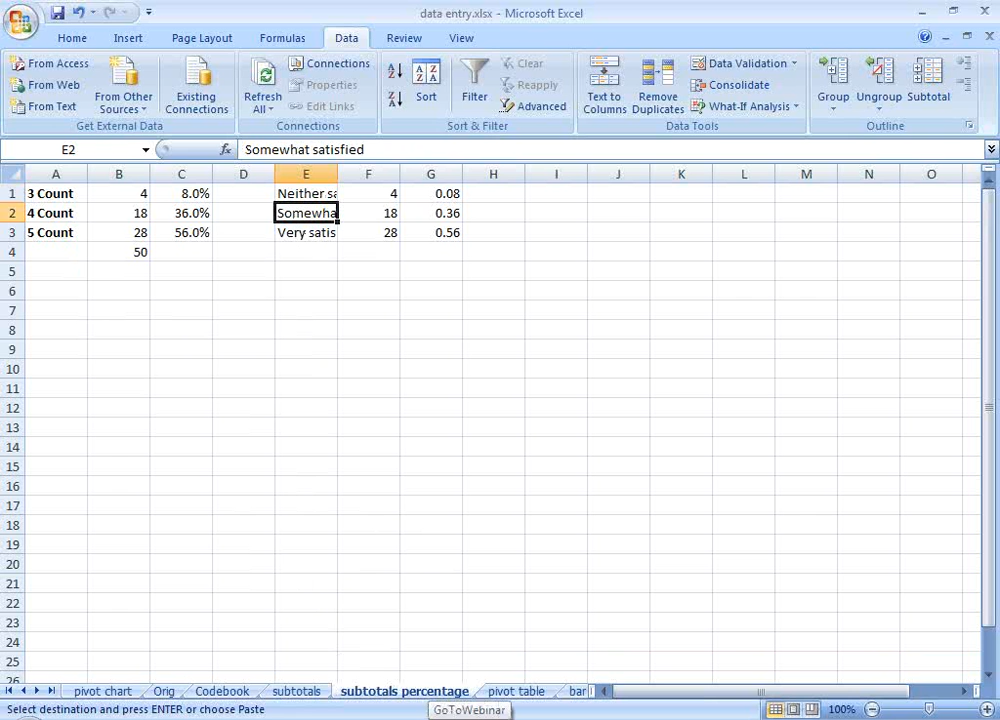 data entry.xlsx - Microsoft Excel
Home Insert Page Layout Formulas Data Review View
From Access
From Web
From Text
From Other Sources
Existing Connections
Get External Data
Refresh All
Connections
Properties
Edit Links
Connections
Sort
Filter
Clear
Reapply
Advanced
Sort & Filter
Text to Columns
Remove Duplicates
Data Validation
Consolidate
What-If Analysis
Data Tools
Group
Ungroup
Subtotal
Outline
E2 fx Somewhat satisfied
A B C D E F G H I J K L M N O
1 3 Count 4 8.0% Neither sa 4 0.08
2 4 Count 18 36.0% Somewha 18 0.36
3 5 Count 28 56.0% Very satis 28 0.56
4 50
5
6
7
8
9
10
11
12
13
14
15
16
17
18
19
20
21
22
23
24
25
26
pivot chart Orig Codebook subtotals subtotals percentage pivot table bar
Select destination and press ENTER or choose Paste GoToWebinar 100%